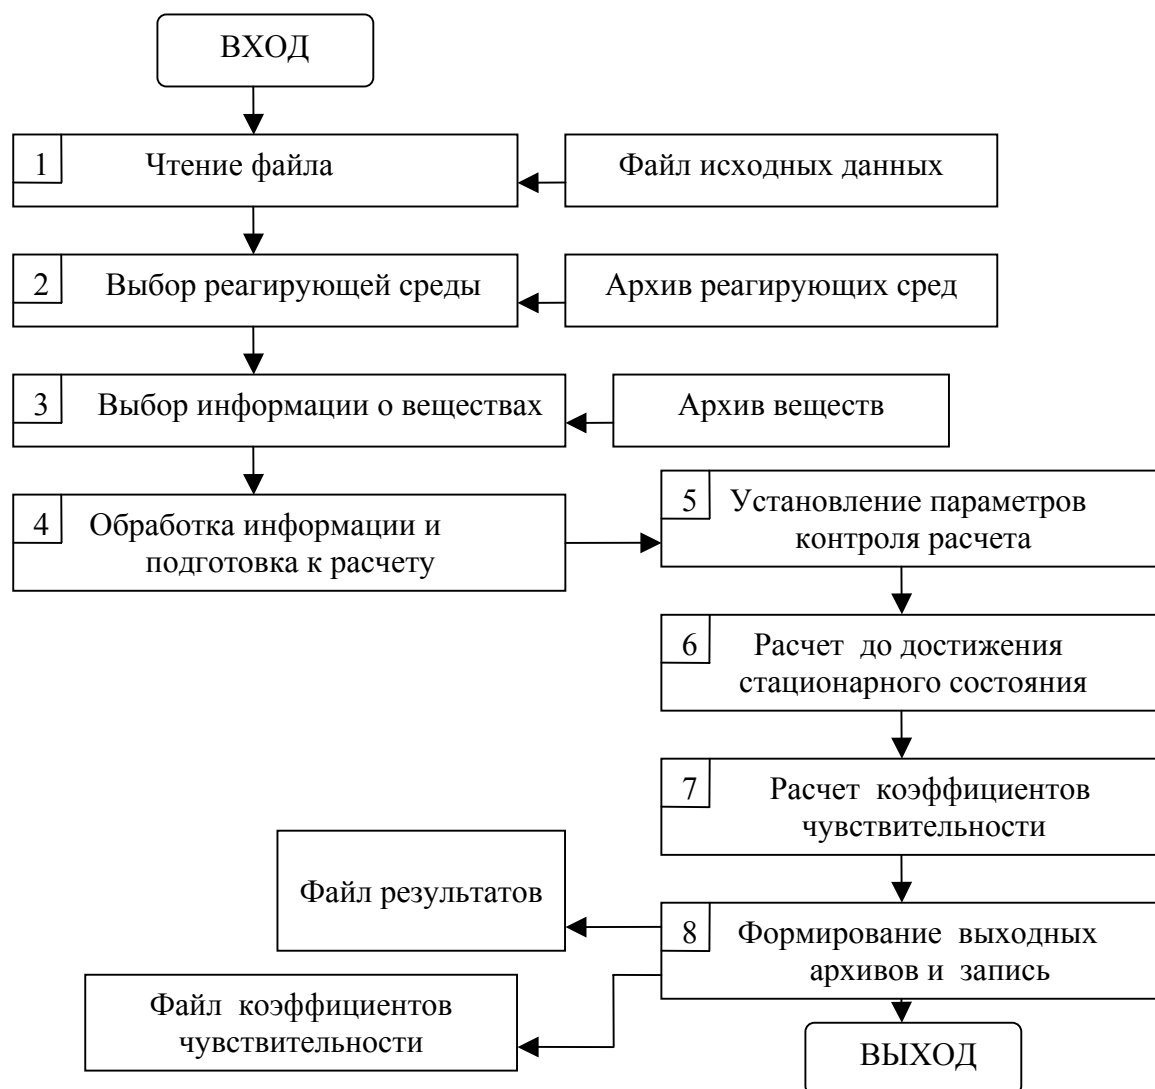 ВХОД
1
Чтение файла
Файл исходных данных
2
Выбор реагирующей среды
Архив реагирующих сред
3
Выбор информации о веществах
Архив веществ
4
Обработка информации и
подготовка к расчету
5
Установление параметров
контроля расчета
6
Расчет до достижения
стационарного состояния
7
Расчет коэффициентов
чувствительности
Файл результатов
8
Формирование выходных
архивов и запись
Файл коэффициентов
чувствительности
ВЫХОД